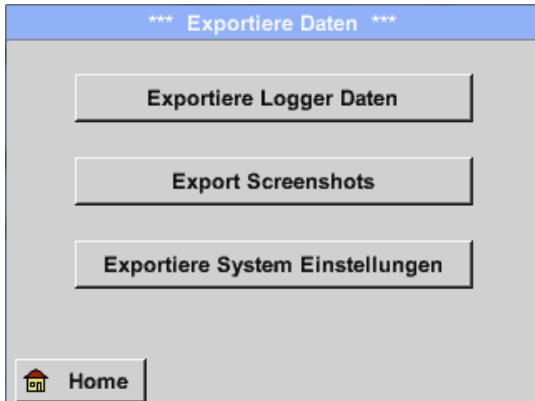 *** Exportiere Daten ***
Exportiere Logger Daten
Export Screenshots
Exportiere System Einstellungen
Home